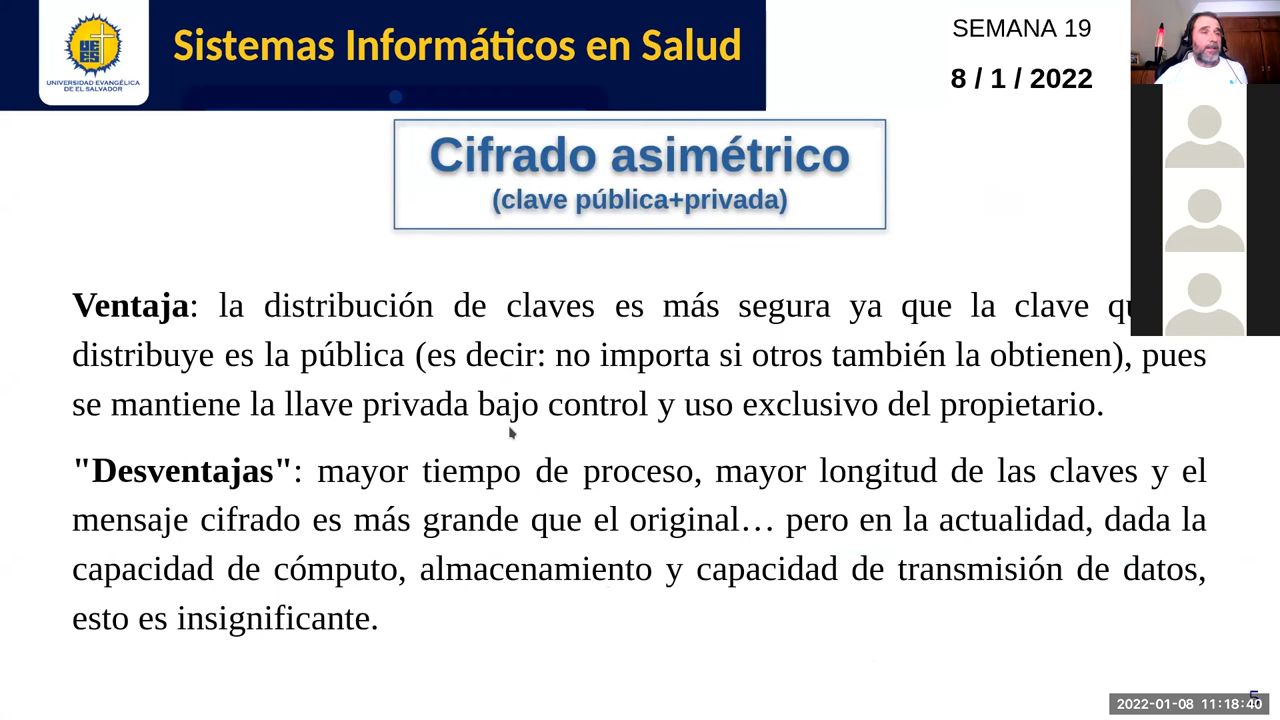 UNIVERSIDAD EVANGÉLICA
DE EL SALVADOR
Sistemas Informáticos en Salud
SEMANA 19
8 / 1 / 2022
Cifrado asimétrico
(clave pública+privada)
Ventaja: la distribución de claves es más segura ya que la clave
distribuye es la pública (es decir: no importa si otros también la obtienen), pues
se mantiene la llave privada bajo control y uso exclusivo del propietario.
"Desventajas": mayor tiempo de proceso, mayor longitud de las claves y el
mensaje cifrado es más grande que el original… pero en la actualidad, dada la
capacidad de cómputo, almacenamiento y capacidad de transmisión de datos,
esto es insignificante.
5
2022-01-08 11:18:40